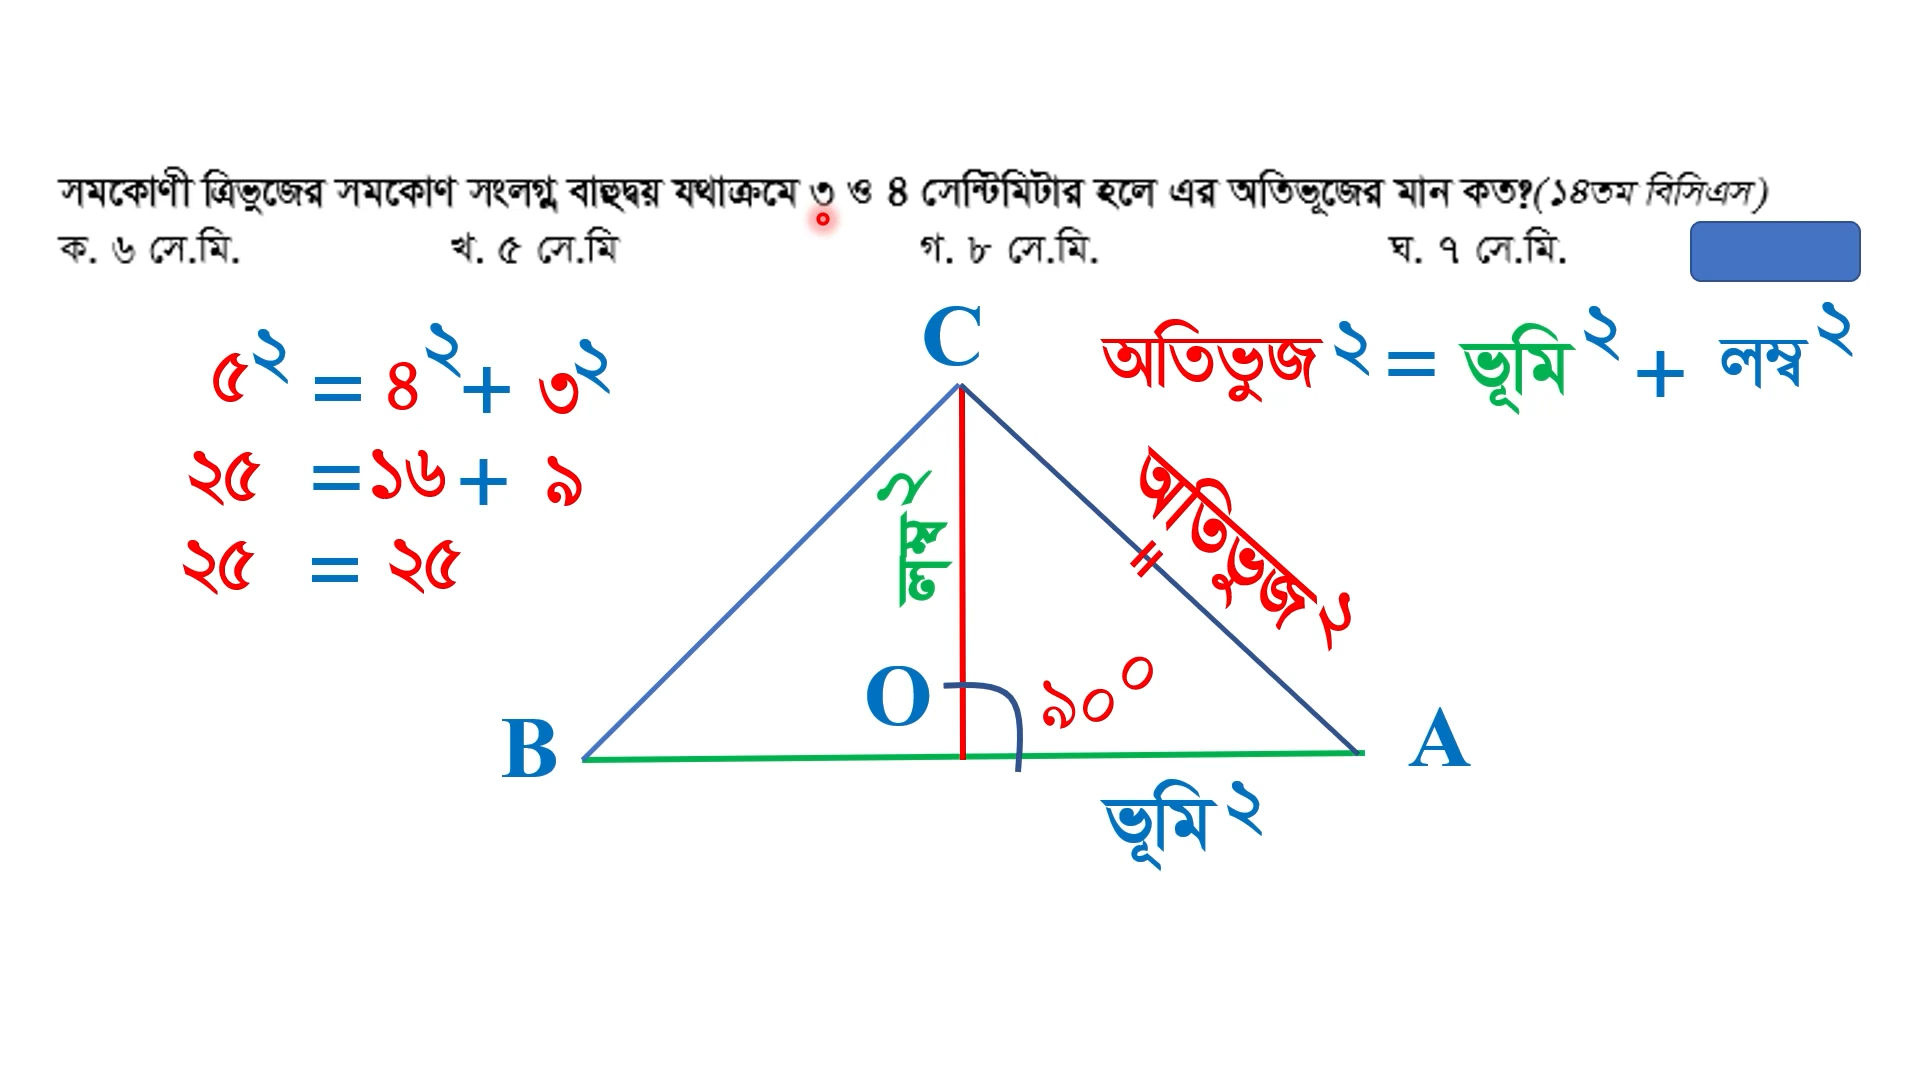 সমকোণী ত্রিভুজের সমকোণ সংলগ্ন বাহুদ্বয় যথাক্রমে ৩ ও ৪ সেন্টিমিটার হলে এর অতিভূজের মান কত?(১৪তম বিসিএস)
ক. ৬ সে.মি. খ. ৫ সে.মি গ. ৮ সে.মি. ঘ. ৭ সে.মি.
৫২ = ৪২ + ৩২
২৫ = ১৬ + ৯
২৫ = ২৫
C
অতিভুজ২ = ভূমি২ + লম্ব২
লম্ব২
অতিভুজ২
O
৯০০
B
A
ভূমি২